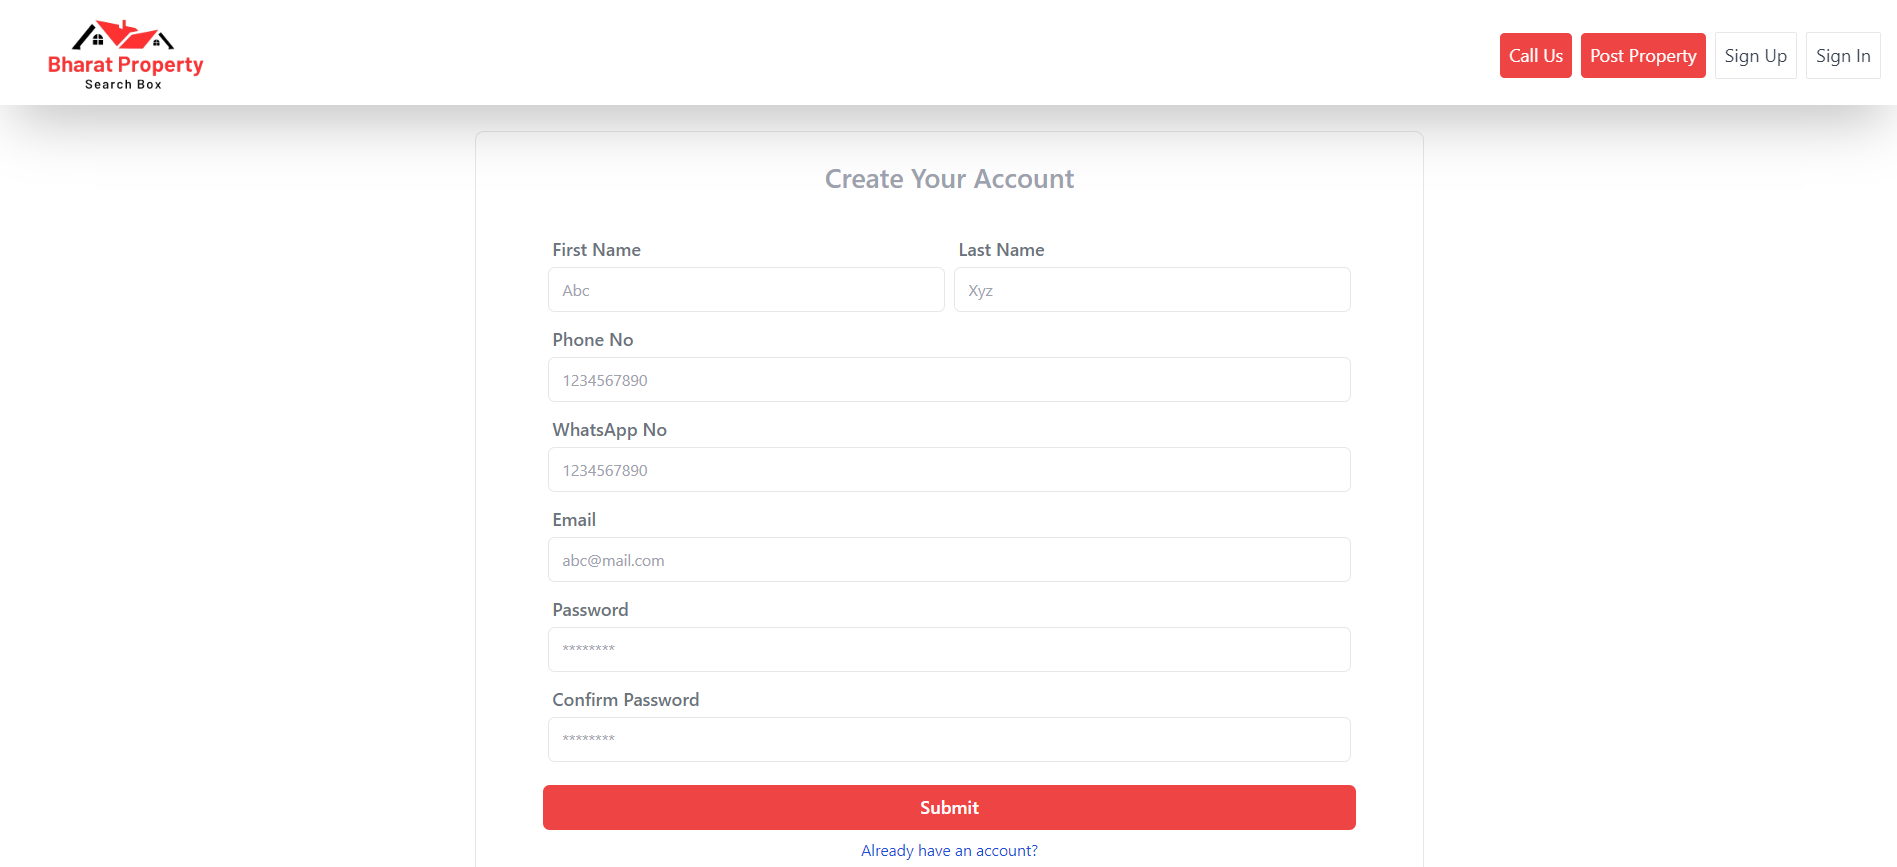 Bharat Property
Search Box
Call Us Post Property Sign Up Sign In
Create Your Account
First Name Last Name
Abc Xyz
Phone No
1234567890
WhatsApp No
1234567890
Email
abc@mail.com
Password
********
Confirm Password
********
Submit
Already have an account?